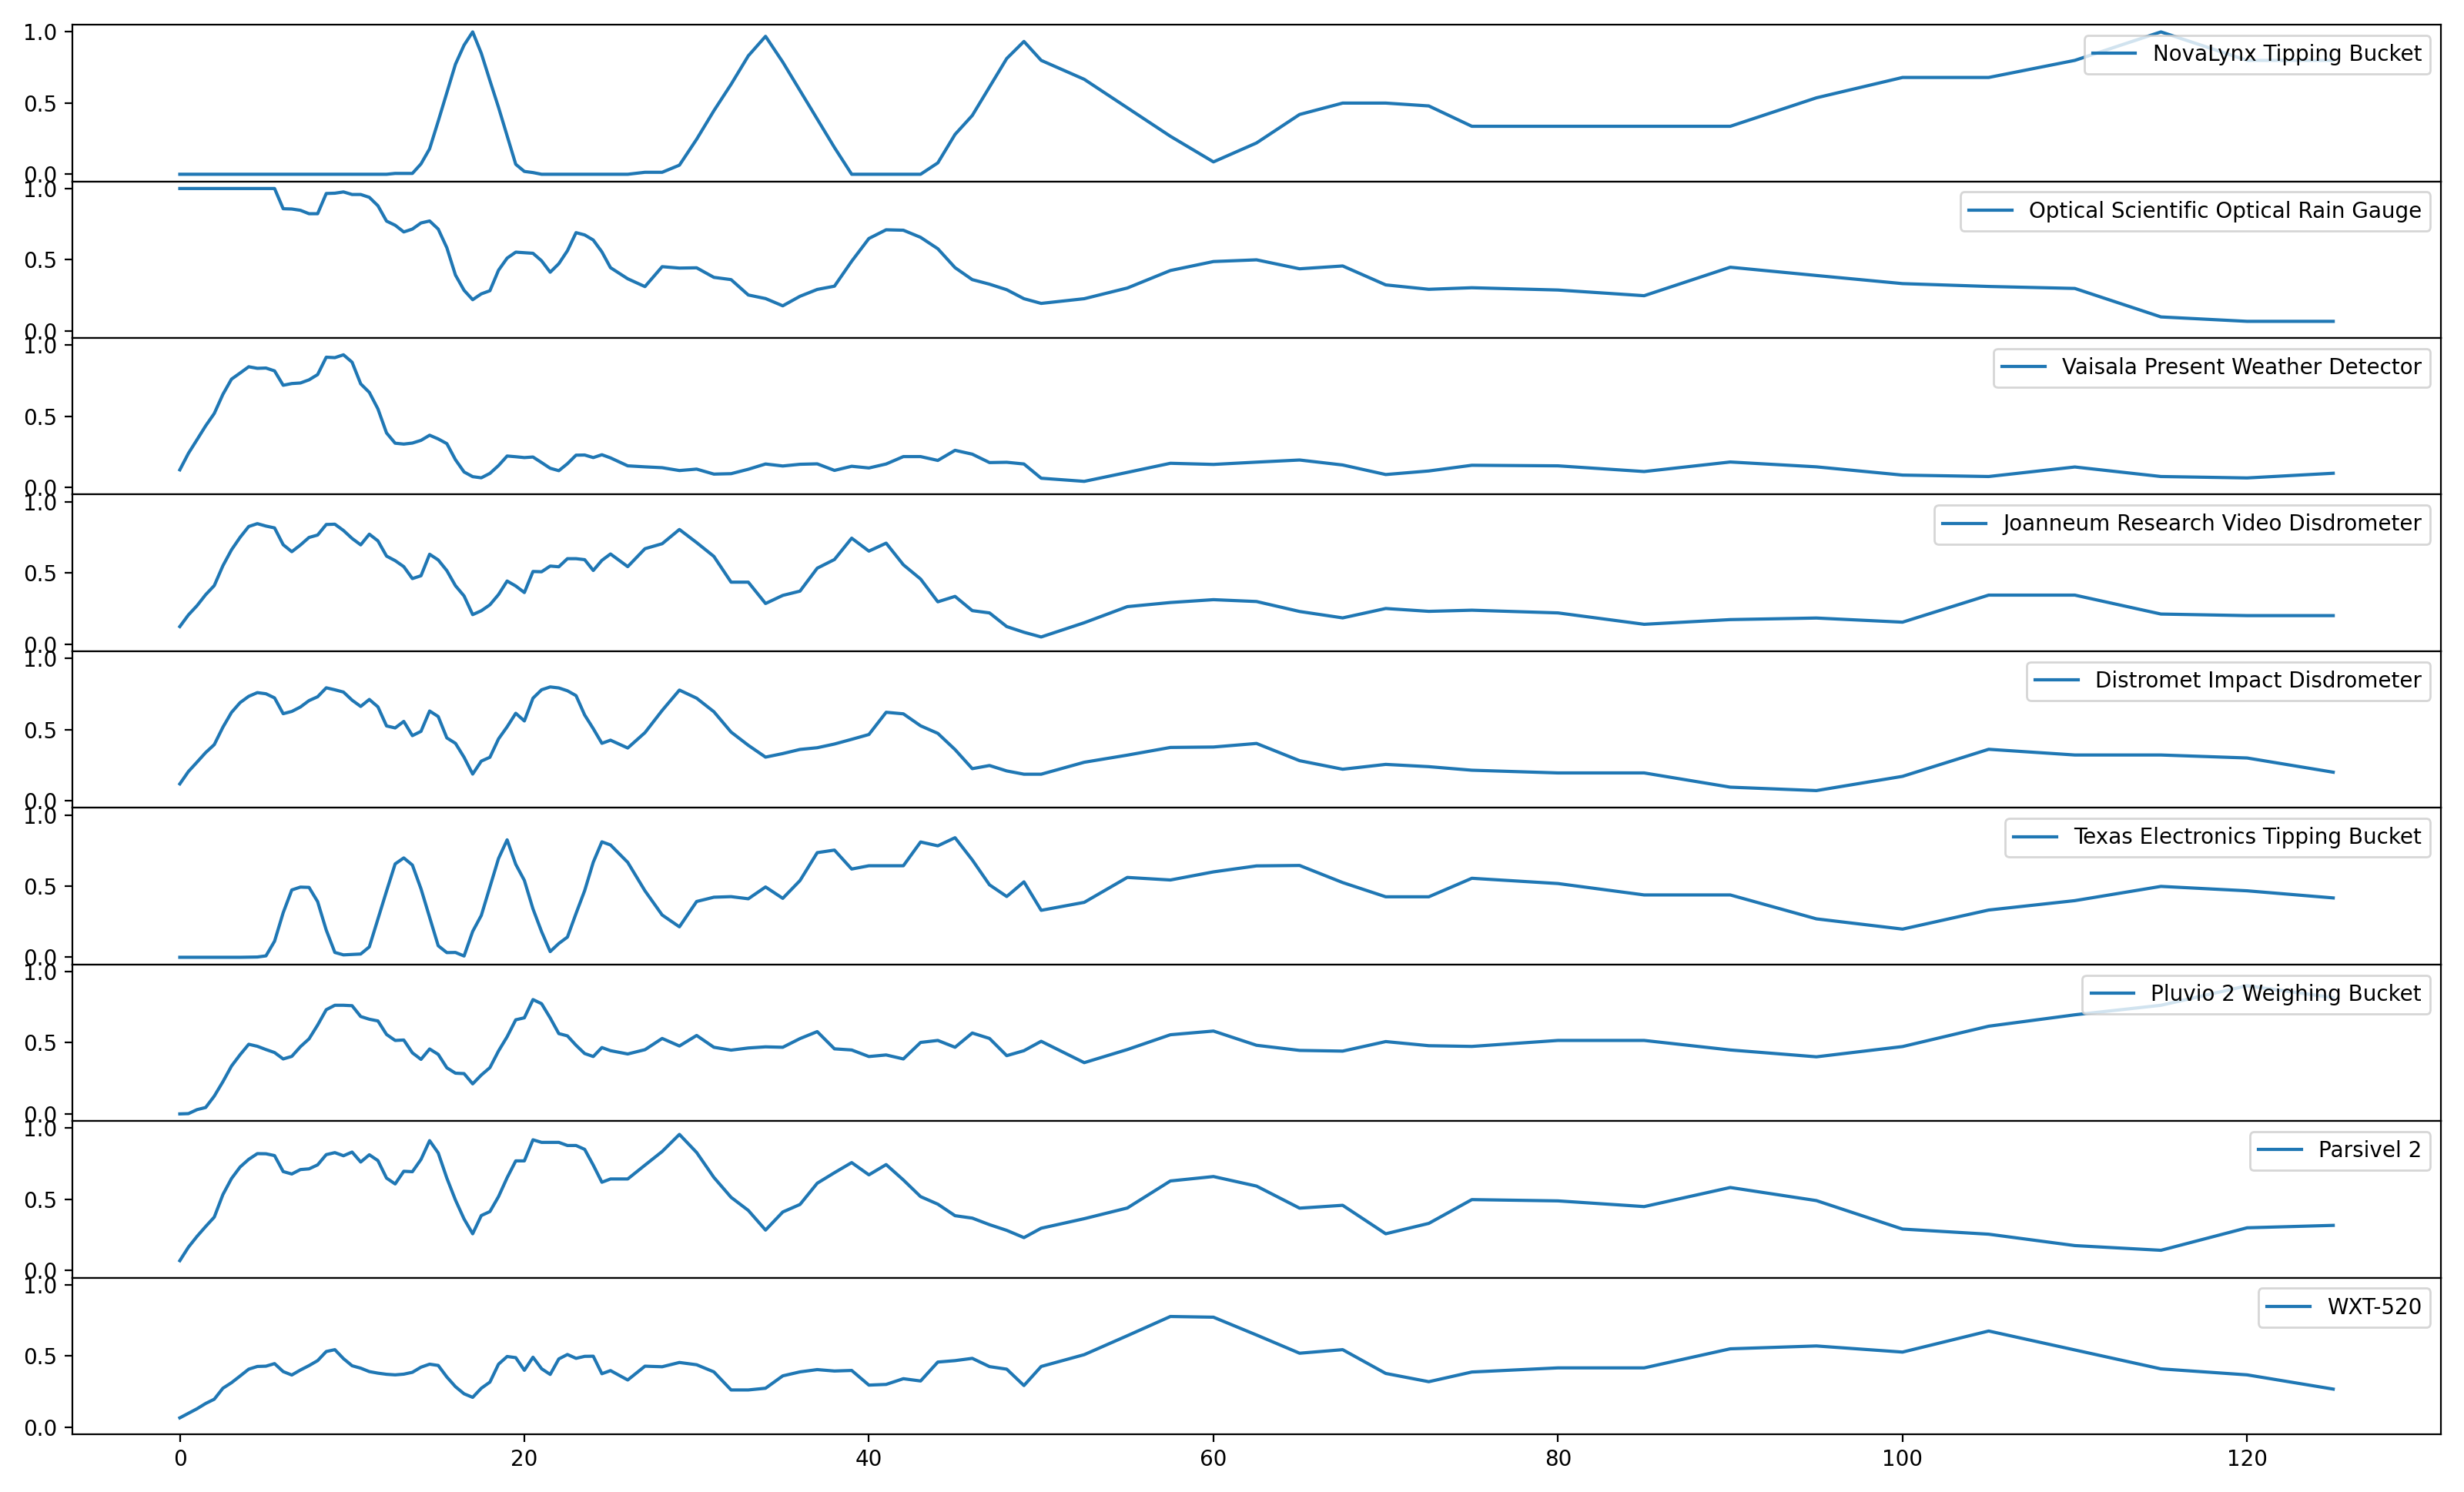 1.0
NovaLynx Tipping Bucket
0.5
0.0
1.0
Optical Scientific Optical Rain Gauge
0.5
0.0
1.0
Vaisala Present Weather Detector
0.5
0.0
1.0
Joanneum Research Video Disdrometer
0.5
0.0
1.0
Distromet Impact Disdrometer
0.5
0.0
1.0
Texas Electronics Tipping Bucket
0.5
0.0
1.0
Pluvio 2 Weighing Bucket
0.5
0.0
1.0
Parsivel 2
0.5
0.0
1.0
WXT-520
0.5
0.0
0 20 40 60 80 100 120